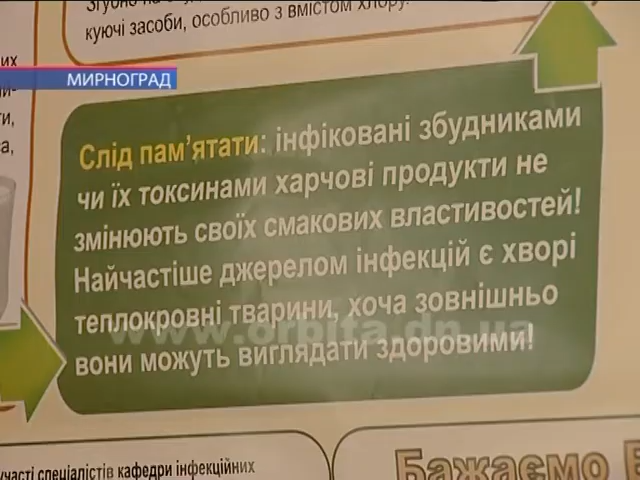 куючі засоби, особливо з вмістом хлору.
МИРНОГРАД
Слід пам'ятати: інфіковані збудниками
чи їх токсинами харчові продукти не
змінюють своїх смакових властивостей!
Найчастіше джерелом інфекцій є хворі
теплокровні тварини, хоча зовнішньо
вони можуть виглядати здоровими!
www.orbita.dn.ua
участі спеціалістів кафедри інфекційних
Бажаємо